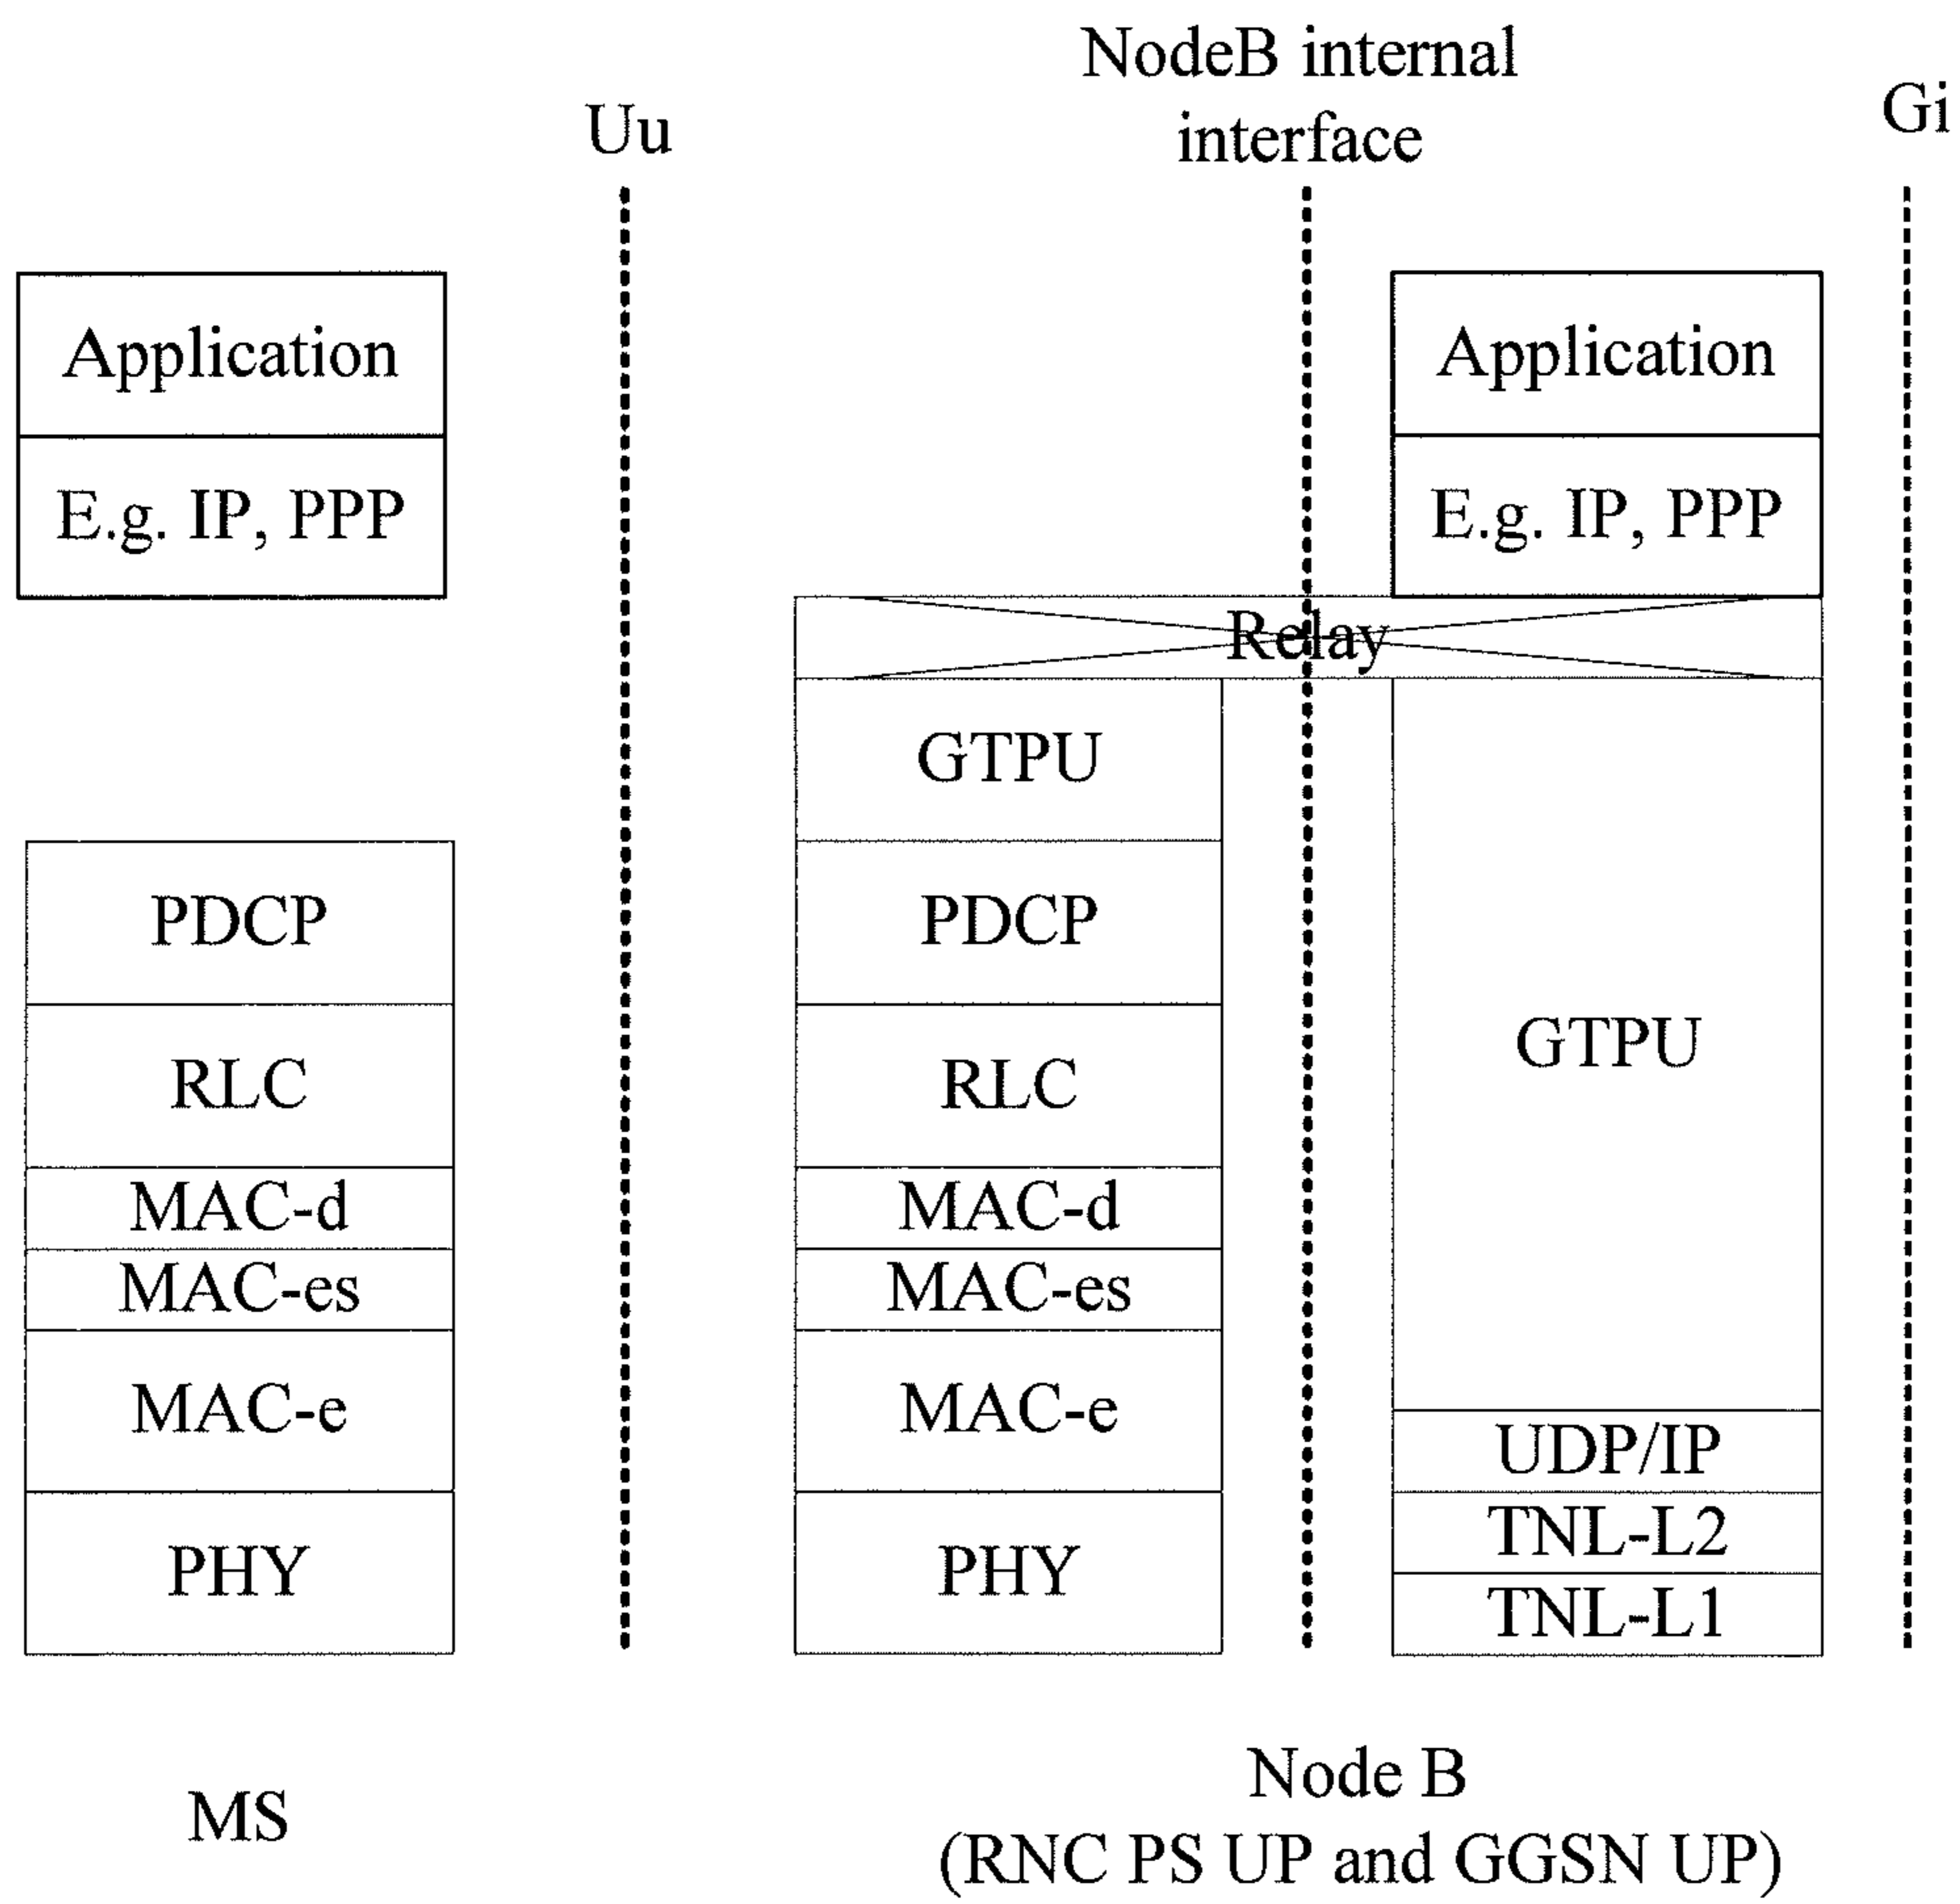 NodeB internal
interface
Uu
Gi
Application
E.g. IP, PPP
PDCP
RLC
MAC-d
MAC-es
MAC-e
PHY
MS
Relay
GTPU
PDCP
RLC
MAC-d
MAC-es
MAC-e
PHY
Application
E.g. IP, PPP
GTPU
UDP/IP
TNL-L2
TNL-L1
Node B
(RNC PS UP and GGSN UP)